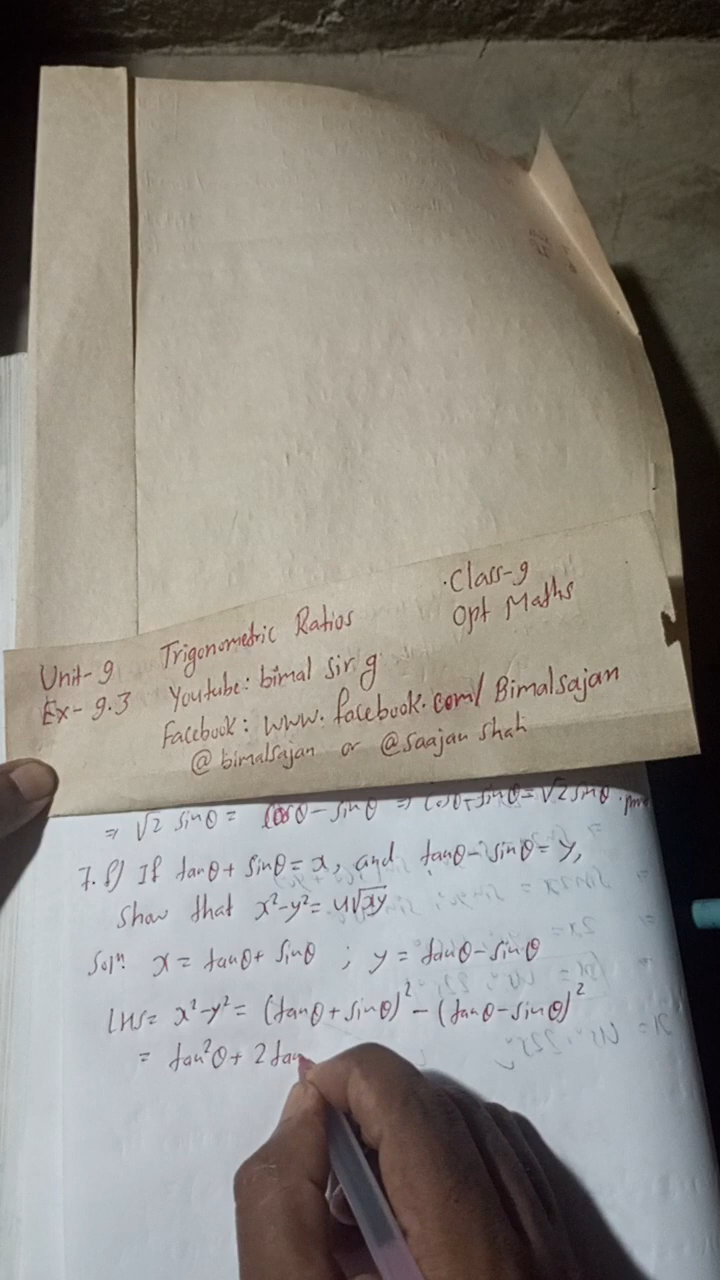 Unit-9 Trigonometric Ratios
·Class-9
Opt Maths
Ex-9.3 Youtube: bimal sir g
Facebook: www.facebook.com/Bimalsajan
@bimalsajan or @saajan shah
⇒ √2 sinθ = cosθ - sinθ ⇒ cosθ + sinθ = √2 sinθ.
7.f) If tanθ + sinθ = x, and tanθ - sinθ = y,
show that x²-y² = 4√xy
Solⁿ: x = tanθ + sinθ ; y = tanθ - sinθ
LHS = x²-y² = (tanθ + sinθ)² - (tanθ - sinθ)²
= tan²θ + 2 tan